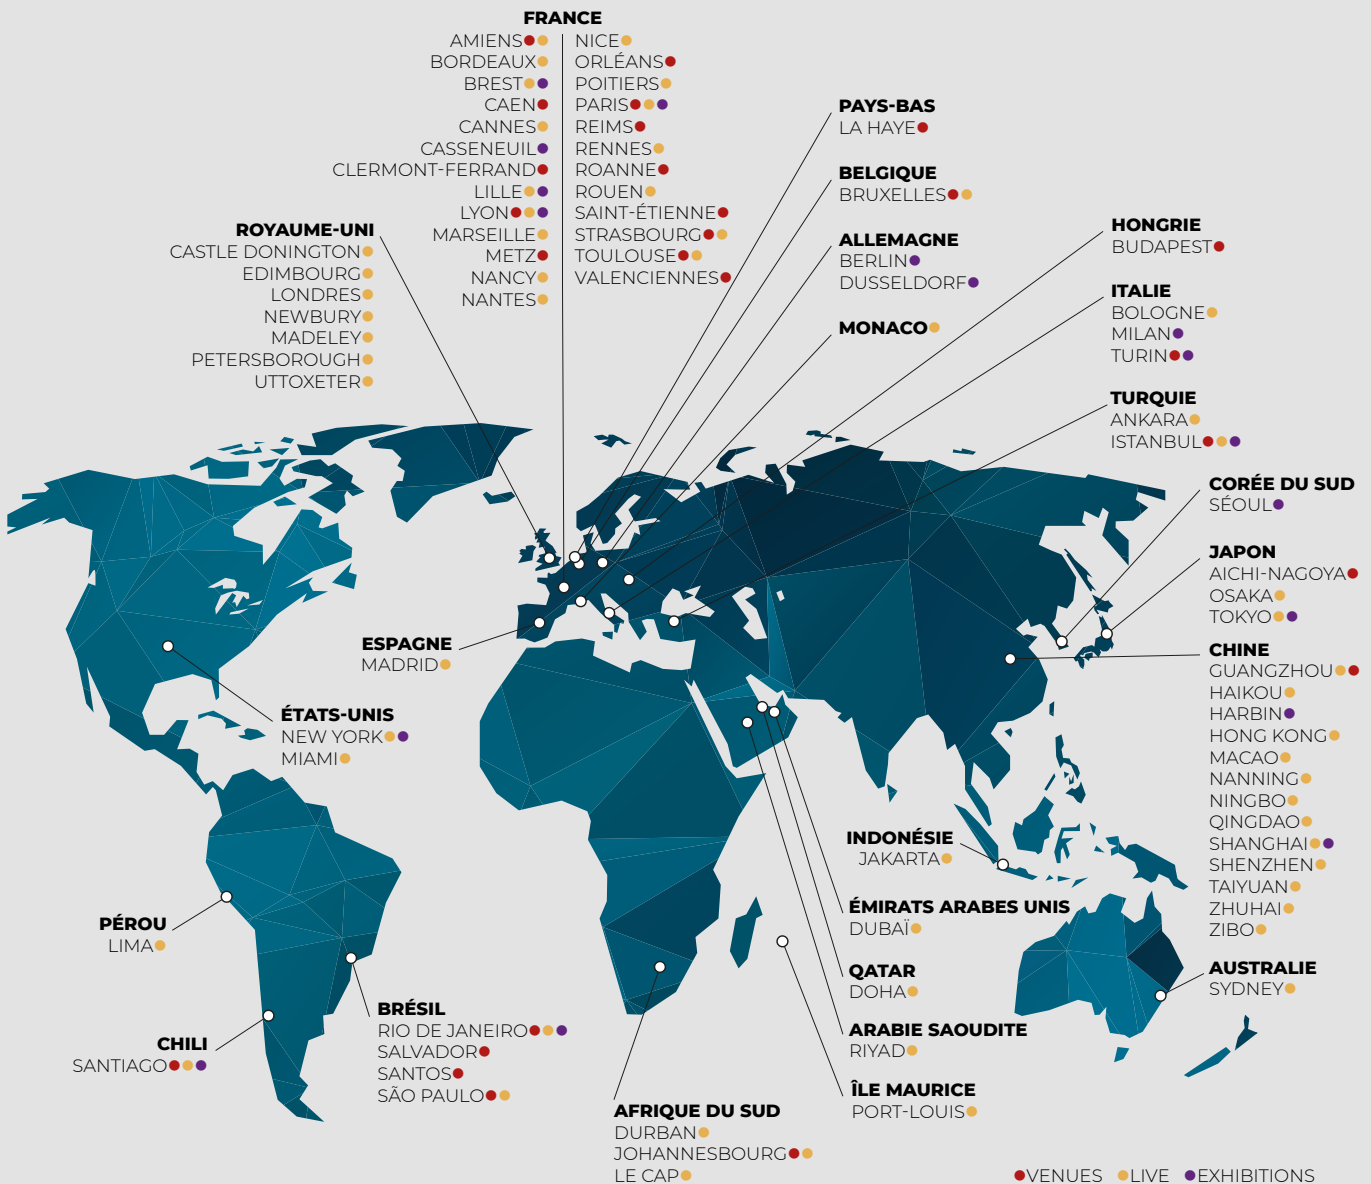 FRANCE
AMIENS
BORDEAUX
BREST
CAEN
CANNES
CASSENEUIL
CLERMONT-FERRAND
LILLE
LYON
MARSEILLE
METZ
NANCY
NANTES
NICE
ORLÉANS
POITIERS
PARIS
REIMS
RENNES
ROANNE
ROUEN
SAINT-ÉTIENNE
STRASBOURG
TOULOUSE
VALENCIENNES
ROYAUME-UNI
CASTLE DONINGTON
EDIMBOURG
LONDRES
NEWBURY
MADELEY
PETERSBOROUGH
UTTOXETER
PAYS-BAS
LA HAYE
BELGIQUE
BRUXELLES
ALLEMAGNE
BERLIN
DUSSELDORF
MONACO
HONGRIE
BUDAPEST
ITALIE
BOLOGNE
MILAN
TURIN
TURQUIE
ANKARA
ISTANBUL
CORÉE DU SUD
SÉOUL
JAPON
AICHI-NAGOYA
OSAKA
TOKYO
CHINE
GUANGZHOU
HAIKOU
HARBIN
HONG KONG
MACAO
NANNING
NINGBO
QINGDAO
SHANGHAI
SHENZHEN
TAIYUAN
ZHUHAI
ZIBO
AUSTRALIE
SYDNEY
ESPAGNE
MADRID
ÉTATS-UNIS
NEW YORK
MIAMI
PÉROU
LIMA
CHILI
SANTIAGO
BRÉSIL
RIO DE JANEIRO
SALVADOR
SANTOS
SÃO PAULO
INDONÉSIE
JAKARTA
ÉMIRATS ARABES UNIS
DUBAÏ
QATAR
DOHA
ARABIE SAOUDITE
RIYAD
ÎLE MAURICE
PORT-LOUIS
AFRIQUE DU SUD
DURBAN
JOHANNESBOURG
LE CAP
VENUES LIVE EXHIBITIONS